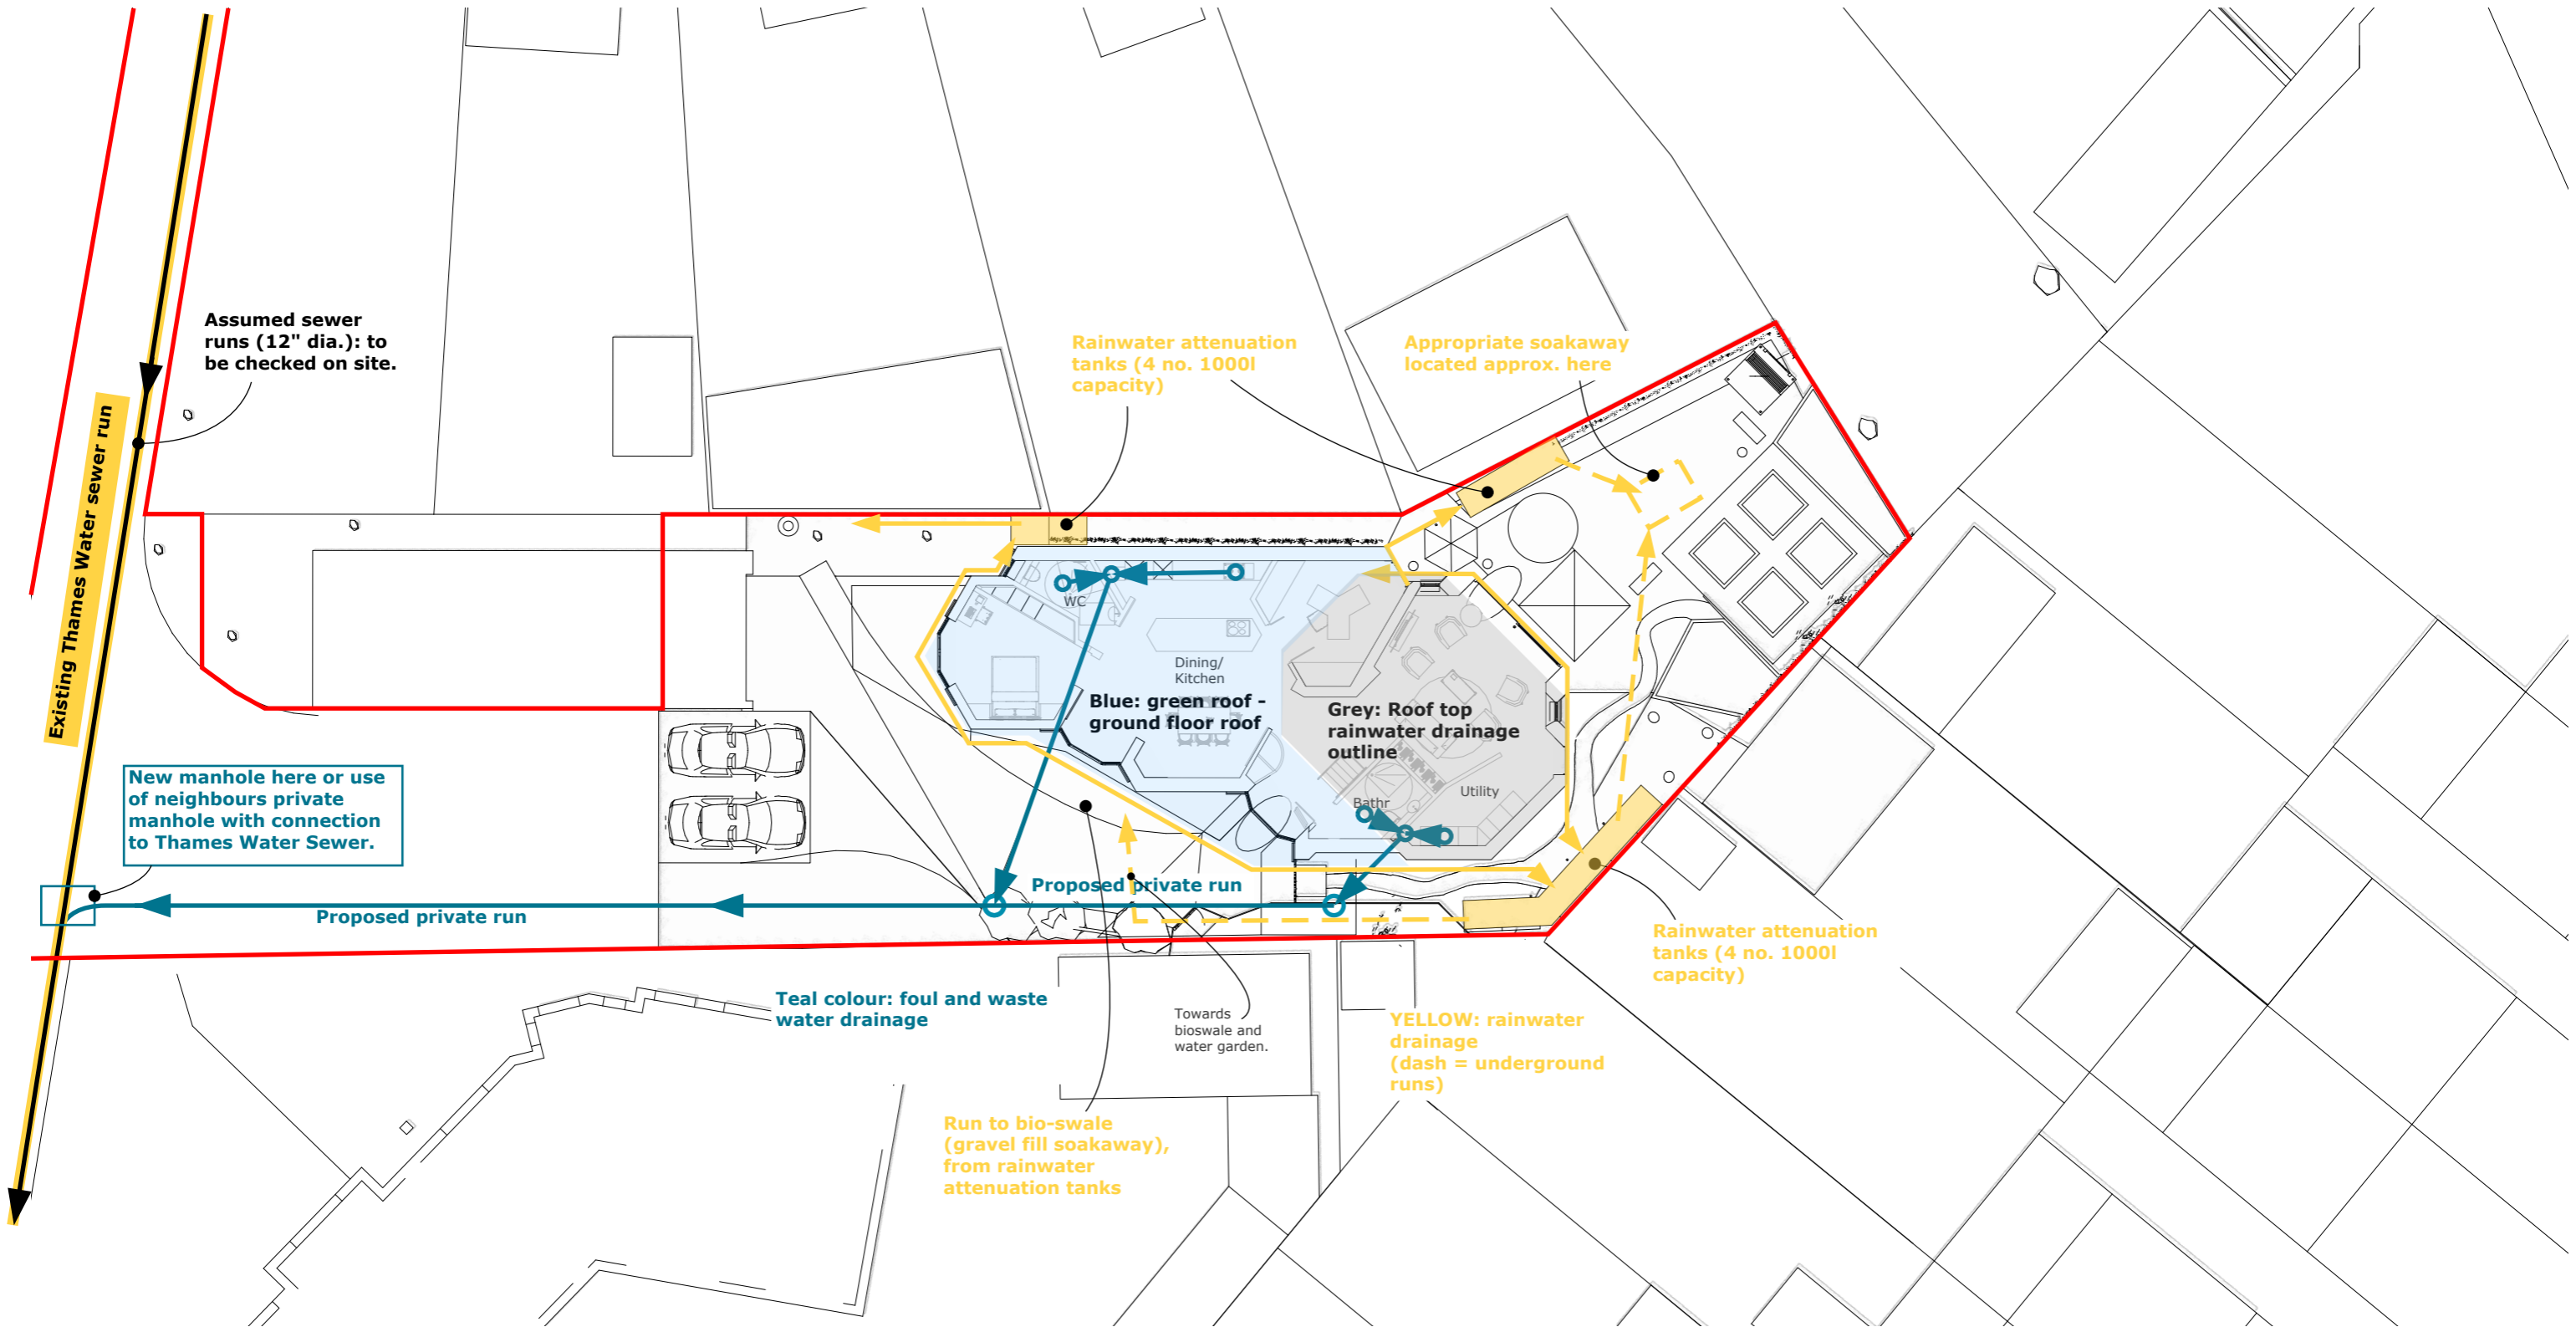 Assumed sewer
runs (12" dia.): to
be checked on site.
Existing Thames Water sewer run
Rainwater attenuation
tanks (4 no. 1000l
capacity)
Appropriate soakaway
located approx. here
WC
Dining/
Kitchen
Blue: green roof -
ground floor roof
Grey: Roof top
rainwater drainage
outline
Bathr
Utility
New manhole here or use
of neighbours private
manhole with connection
to Thames Water Sewer.
Proposed private run
Proposed private run
Rainwater attenuation
tanks (4 no. 1000l
capacity)
Teal colour: foul and waste
water drainage
Towards
bioswale and
water garden.
YELLOW: rainwater
drainage
(dash = underground
runs)
Run to bio-swale
(gravel fill soakaway),
from rainwater
attenuation tanks